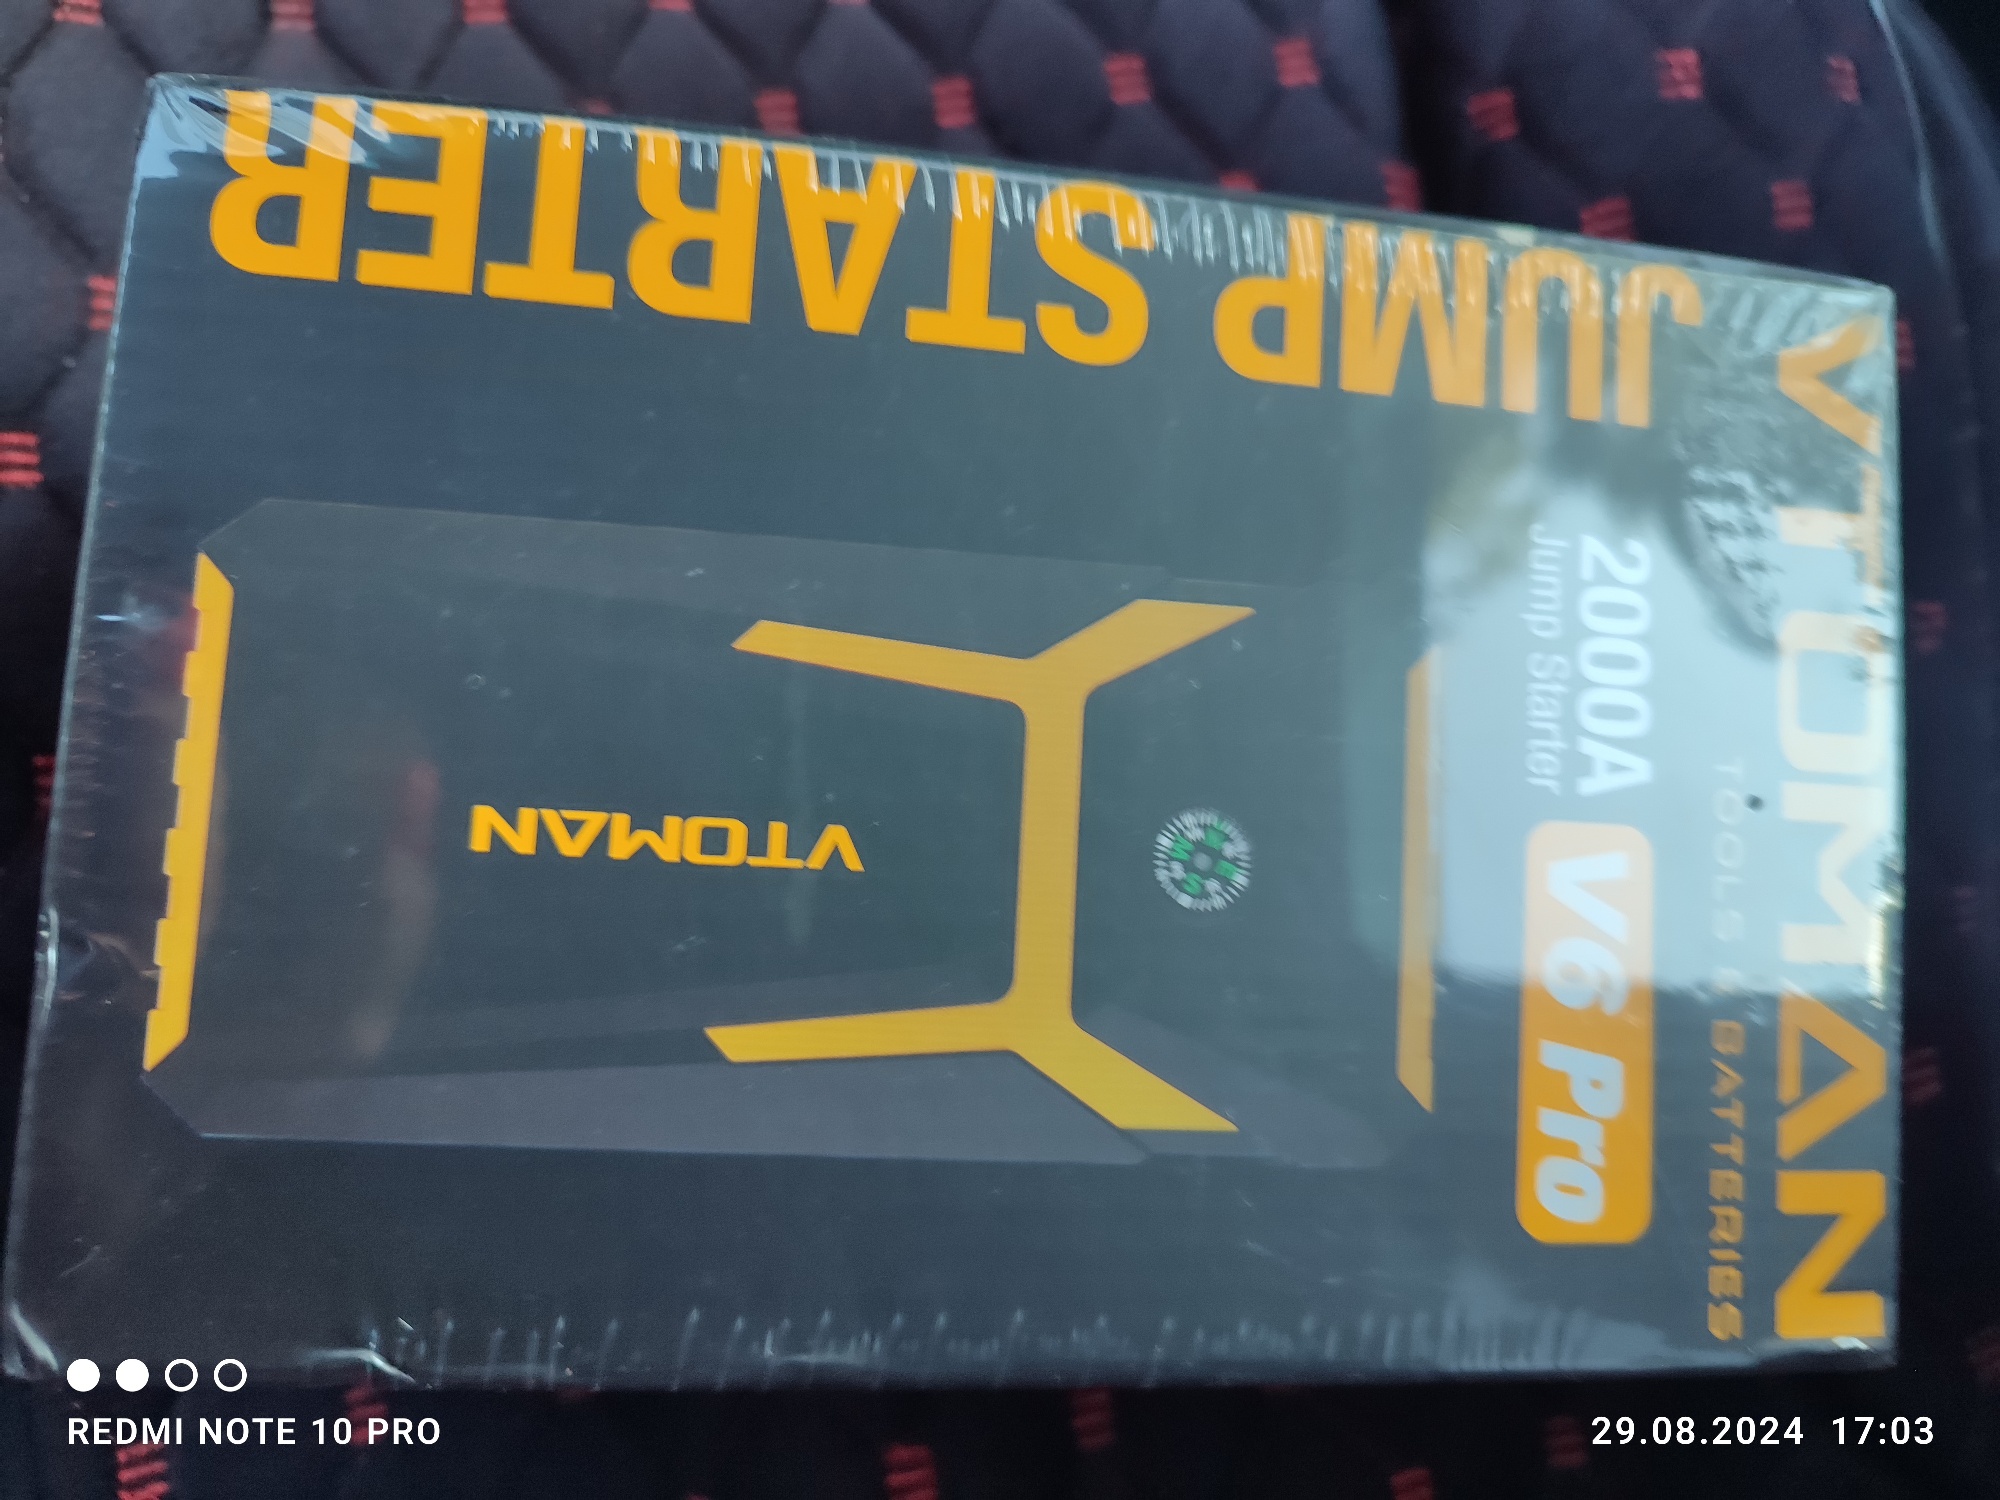 VTOMAN
TOOLS & BATTERIES
2000A
Jump Starter
V6 Pro
JUMP STARTER
VTOMAN
REDMI NOTE 10 PRO
29.08.2024 17:03